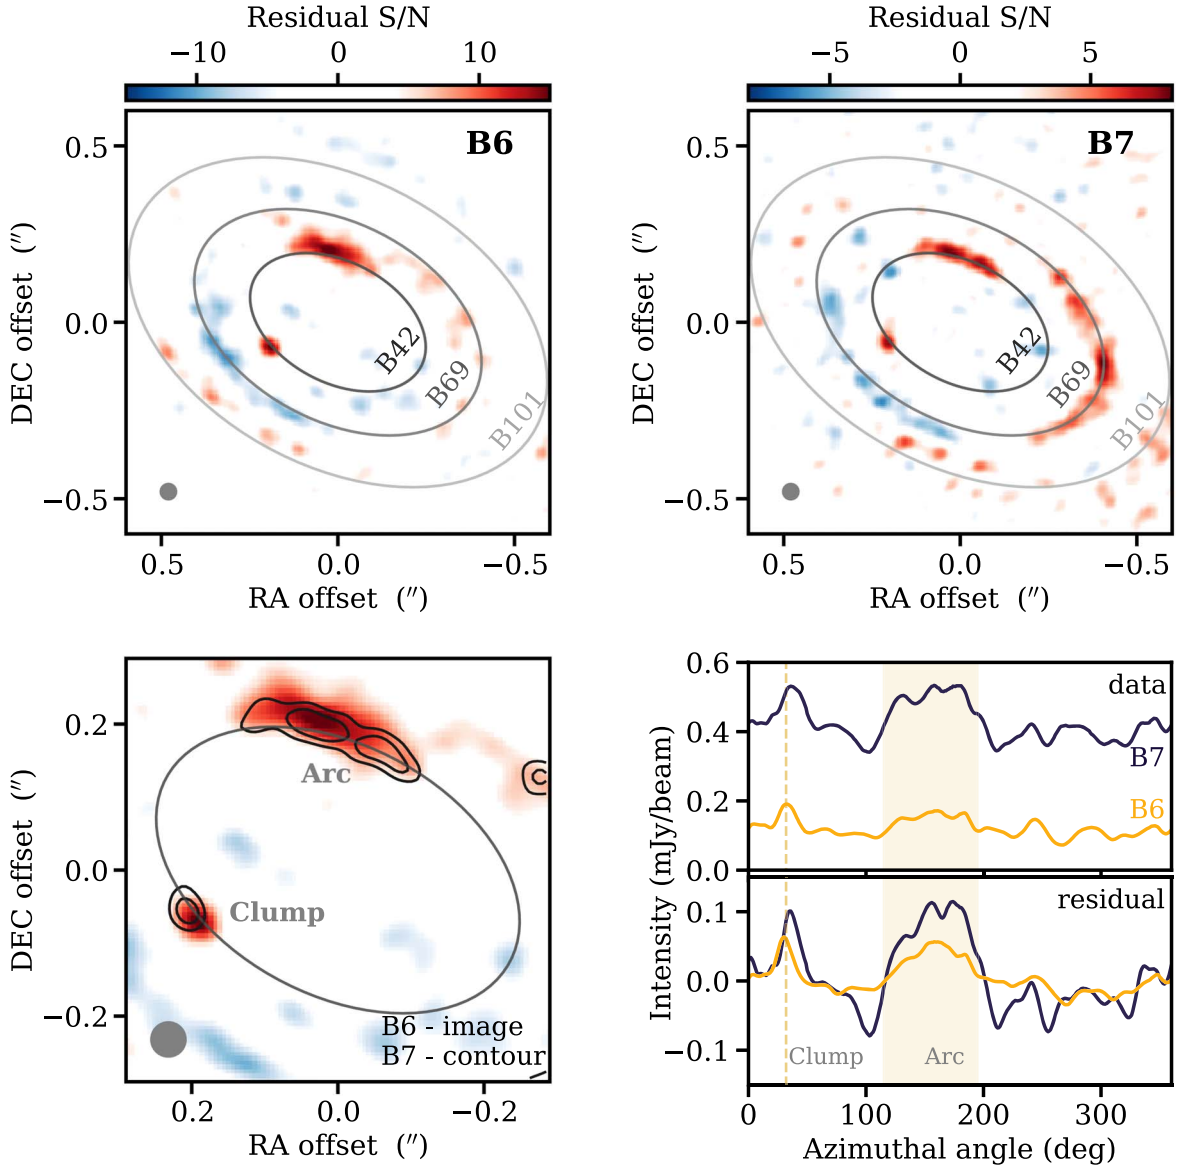 Residual S/N
−10 0 10
B6
0.5
0.0
−0.5
DEC offset (″)
B42
B69
B101
0.5 0.0 −0.5
RA offset (″)
Residual S/N
−5 0 5
B7
0.5
0.0
−0.5
DEC offset (″)
B42
B69
B101
0.5 0.0 −0.5
RA offset (″)
0.2
0.0
−0.2
DEC offset (″)
Arc
Clump
B6 - image
B7 - contour
0.2 0.0 −0.2
RA offset (″)
0.6
0.4
0.2
0.0
data
B7
B6
Intensity (mJy/beam)
0.1
0.0
−0.1
residual
Clump
Arc
0 100 200 300
Azimuthal angle (deg)